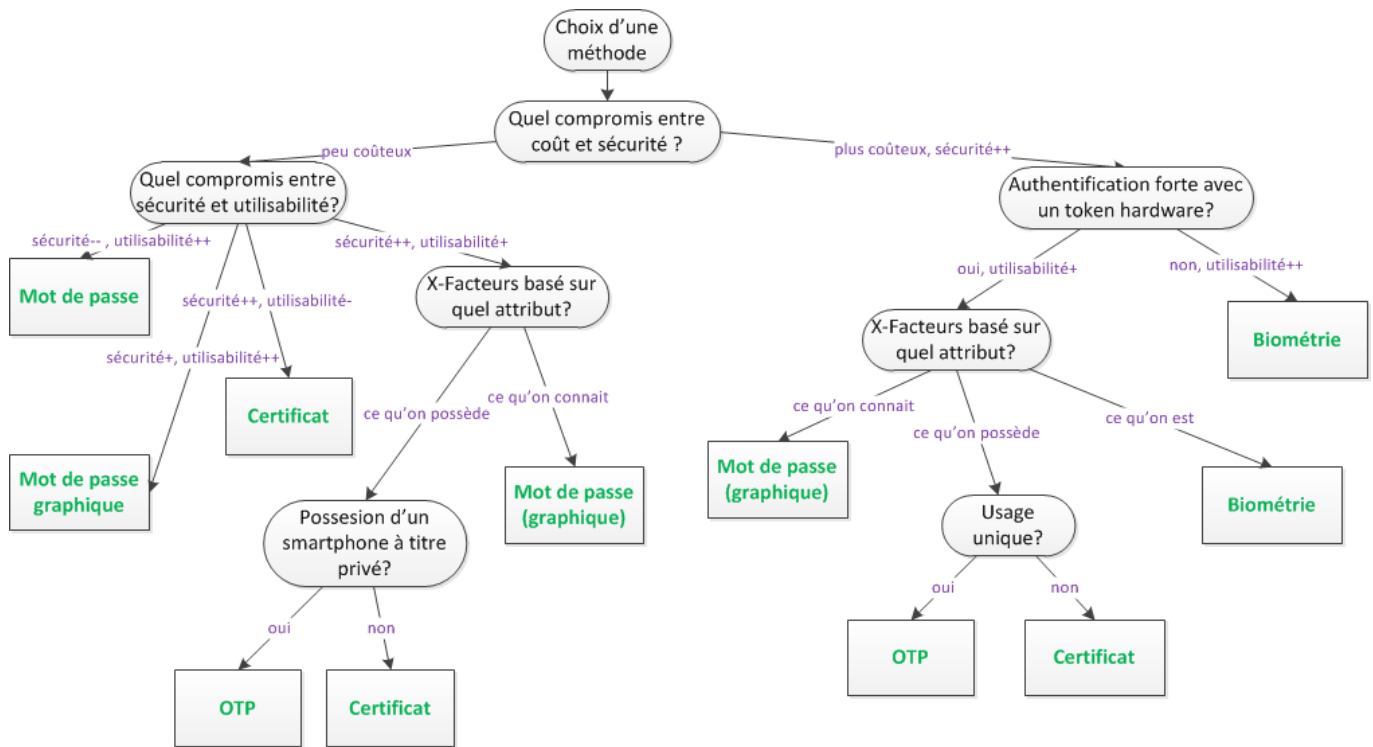 Choix d'une
méthode
Quel compromis entre
coût et sécurité ?
peu coûteux
plus coûteux, sécurité++
Quel compromis entre
sécurité et utilisabilité?
Authentification forte avec
un token hardware?
sécurité-- , utilisabilité++
sécurité++, utilisabilité+
oui, utilisabilité+
non, utilisabilité++
Mot de passe
X-Facteurs basé sur
quel attribut?
sécurité++, utilisabilité-
X-Facteurs basé sur
quel attribut?
Biométrie
sécurité+, utilisabilité++
Certificat
ce qu'on possède
ce qu'on connait
ce qu'on connait
ce qu'on possède
ce qu'on est
Mot de passe
graphique
Mot de passe
(graphique)
Mot de passe
(graphique)
Biométrie
Possesion d'un
smartphone à titre
privé?
Usage
unique?
oui
non
oui
non
OTP
Certificat
OTP
Certificat